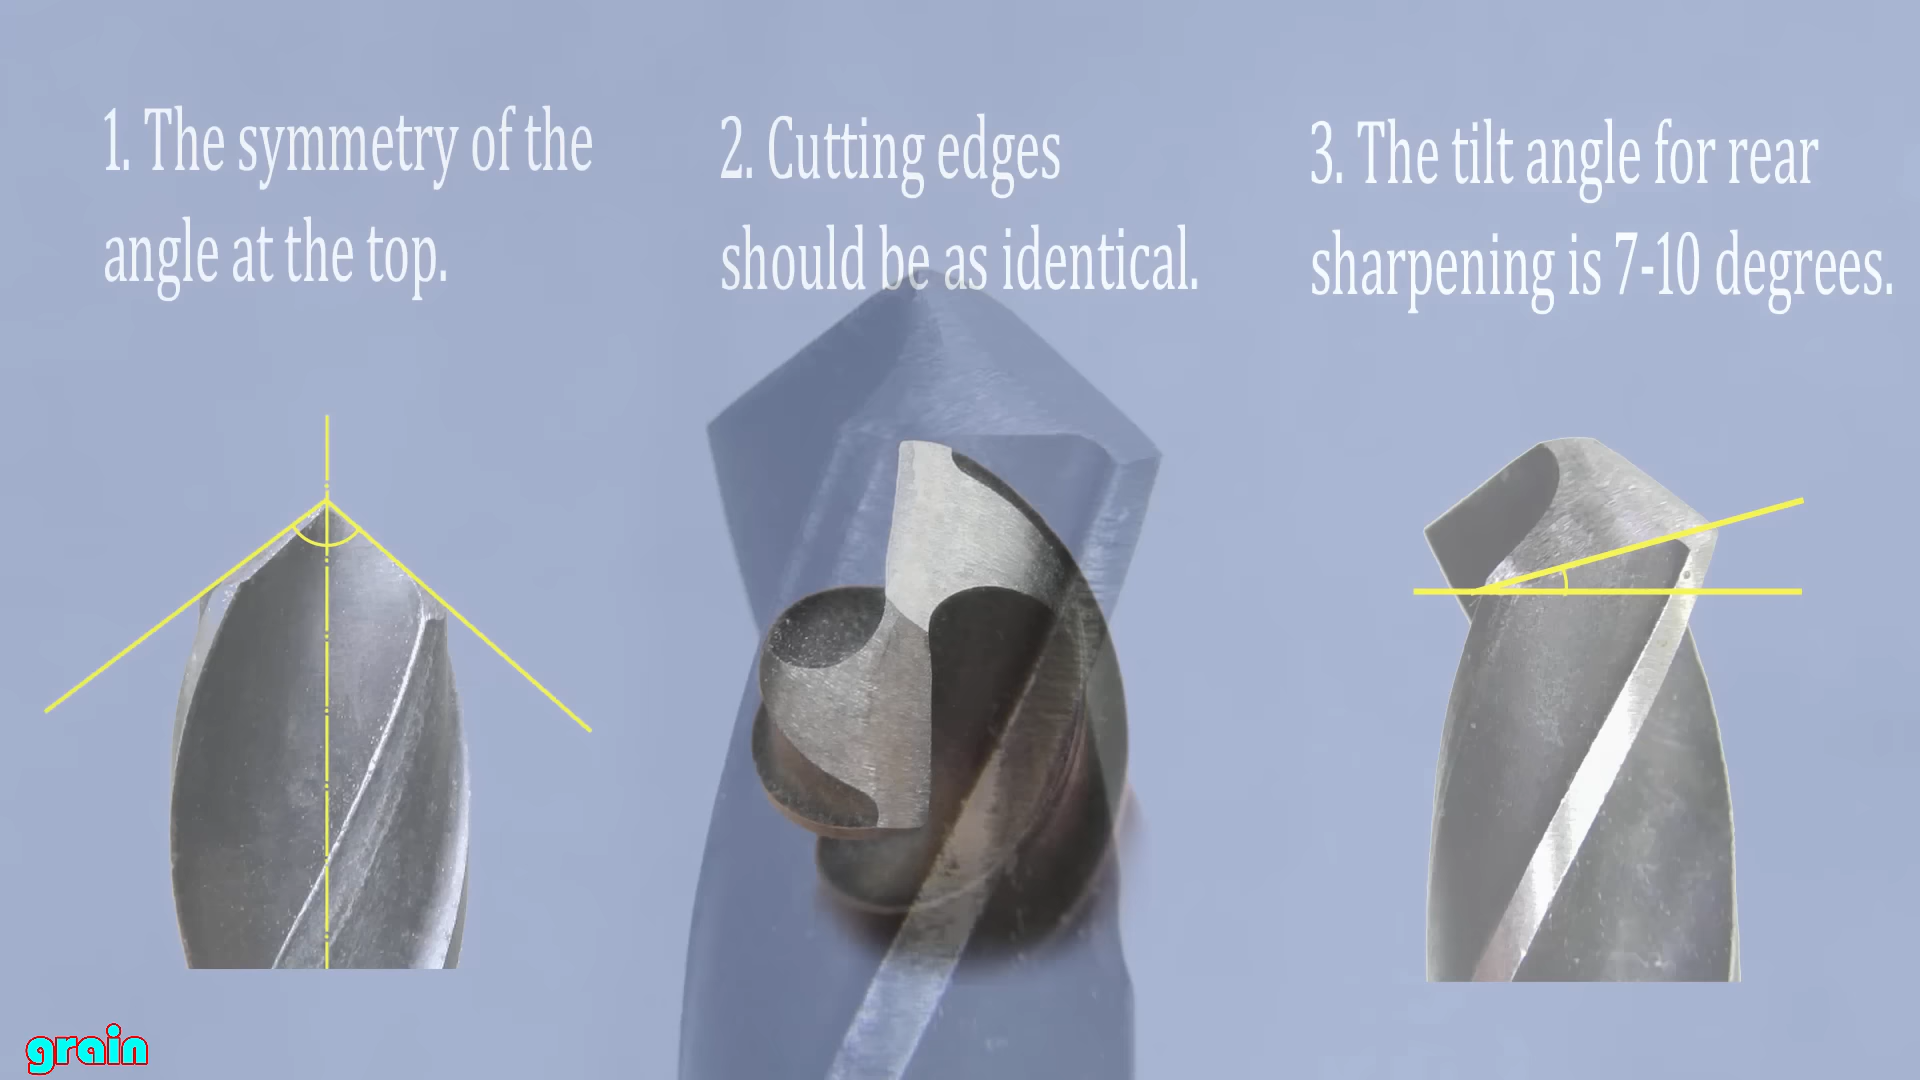 1. The symmetry of the
angle at the top.
2. Cutting edges
should be as identical.
3. The tilt angle for rear
sharpening is 7-10 degrees.
grain